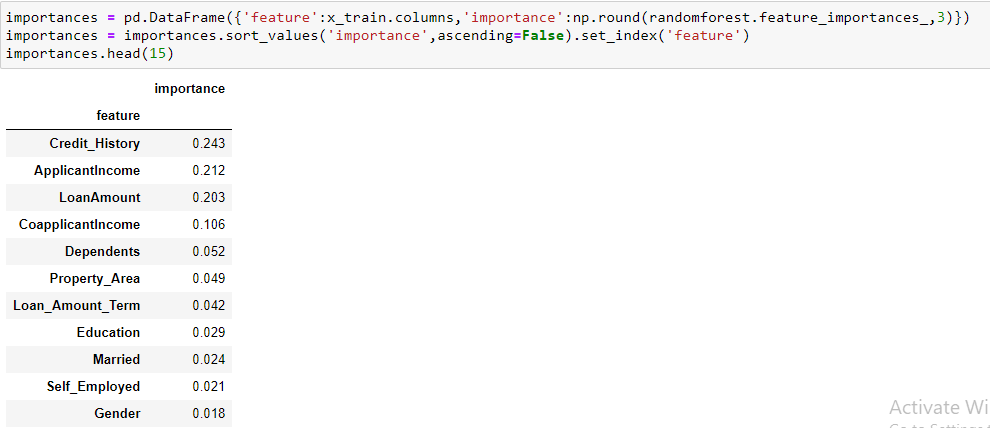 importances = pd.DataFrame({'feature':x_train.columns,'importance':np.round(randomforest.feature_importances_,3)})
importances = importances.sort_values('importance',ascending=False).set_index('feature')
importances.head(15)
importance
feature
Credit_History 0.243
ApplicantIncome 0.212
LoanAmount 0.203
CoapplicantIncome 0.106
Dependents 0.052
Property_Area 0.049
Loan_Amount_Term 0.042
Education 0.029
Married 0.024
Self_Employed 0.021
Gender 0.018
Activate Wi